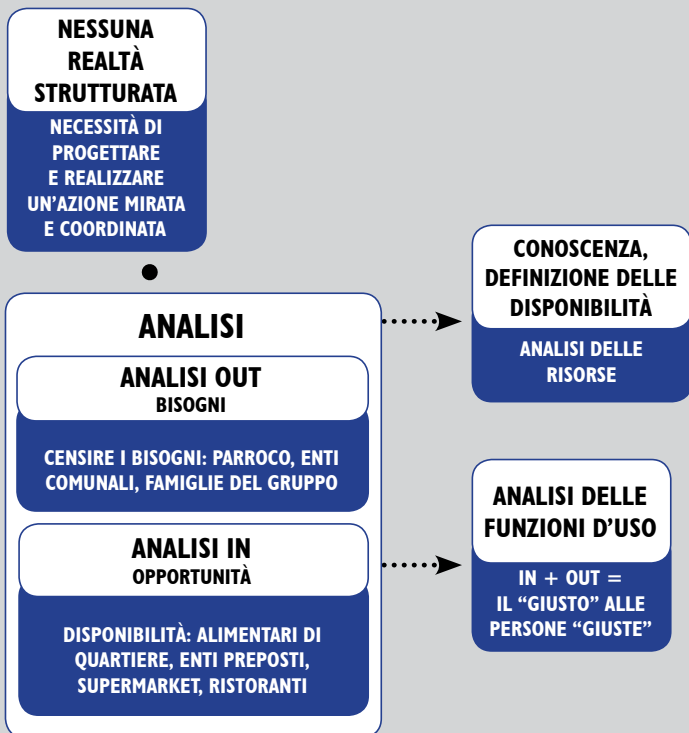 NESSUNA
REALTÀ
STRUTTURATA
NECESSITÀ DI
PROGETTARE
E REALIZZARE
UN'AZIONE MIRATA
E COORDINATA
ANALISI
ANALISI OUT
BISOGNI
CENSIRE I BISOGNI: PARROCO, ENTI
COMUNALI, FAMIGLIE DEL GRUPPO
ANALISI IN
OPPORTUNITÀ
DISPONIBILITÀ: ALIMENTARI DI
QUARTIERE, ENTI PREPOSTI,
SUPERMARKET, RISTORANTI
CONOSCENZA,
DEFINIZIONE DELLE
DISPONIBILITÀ
ANALISI DELLE
RISORSE
ANALISI DELLE
FUNZIONI D'USO
IN + OUT =
IL “GIUSTO” ALLE
PERSONE “GIUSTE”